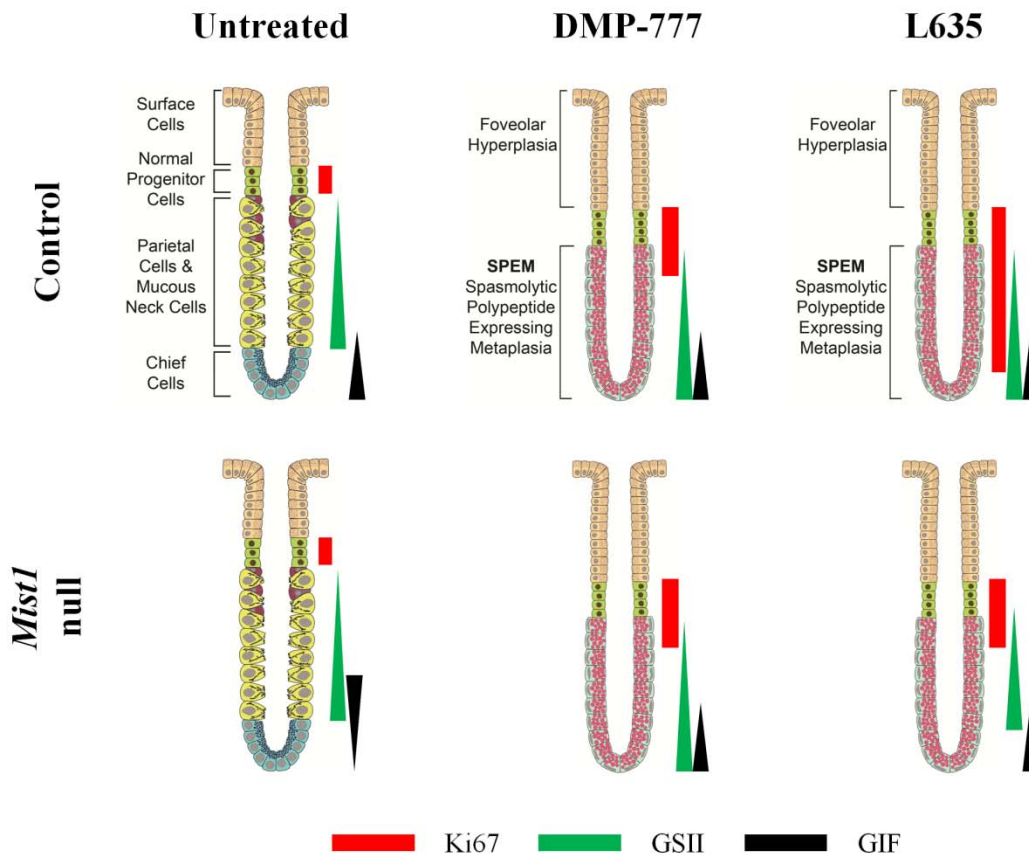 Untreated
DMP-777
L635
Control
Surface
Cells
Normal
Progenitor
Cells
Parietal
Cells &
Mucous
Neck Cells
Chief
Cells
Foveolar
Hyperplasia
SPEM
Spasmolytic
Polypeptide
Expressing
Metaplasia
Foveolar
Hyperplasia
SPEM
Spasmolytic
Polypeptide
Expressing
Metaplasia
Mist1
null
Ki67
GSII
GIF